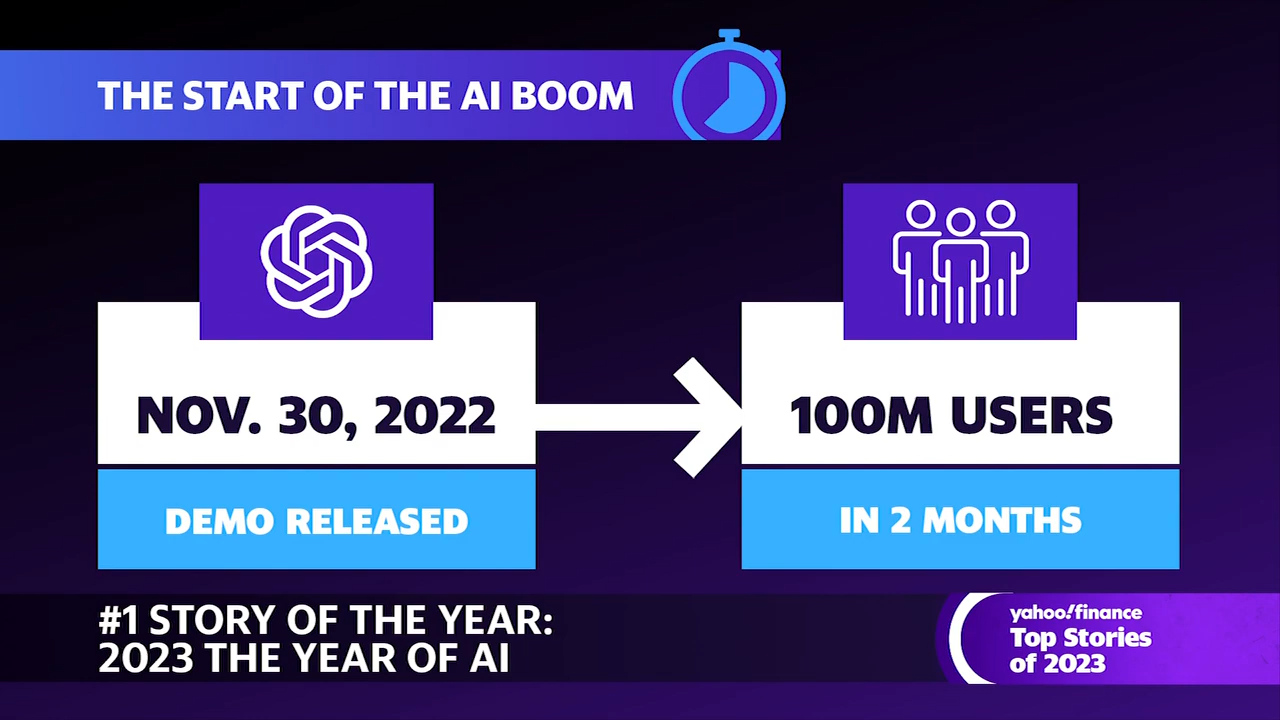 THE START OF THE AI BOOM
NOV. 30, 2022
DEMO RELEASED
100M USERS
IN 2 MONTHS
#1 STORY OF THE YEAR:
2023 THE YEAR OF AI
yahoo!finance
Top Stories
of 2023